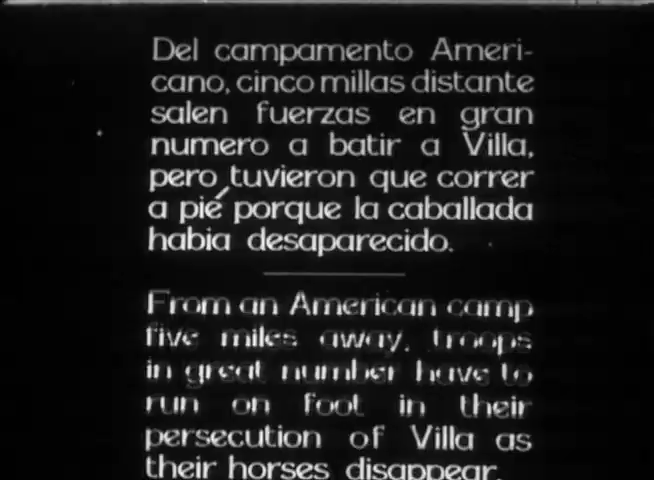 Del campamento Ameri-
cano, cinco millas distante
salen fuerzas en gran
numero a batir a Villa,
pero tuvieron que correr
a pié porque la caballada
habia desaparecido.
From an American camp
five miles away, troops
in great number have to
run on foot in their
persecution of Villa as
their horses disappear.